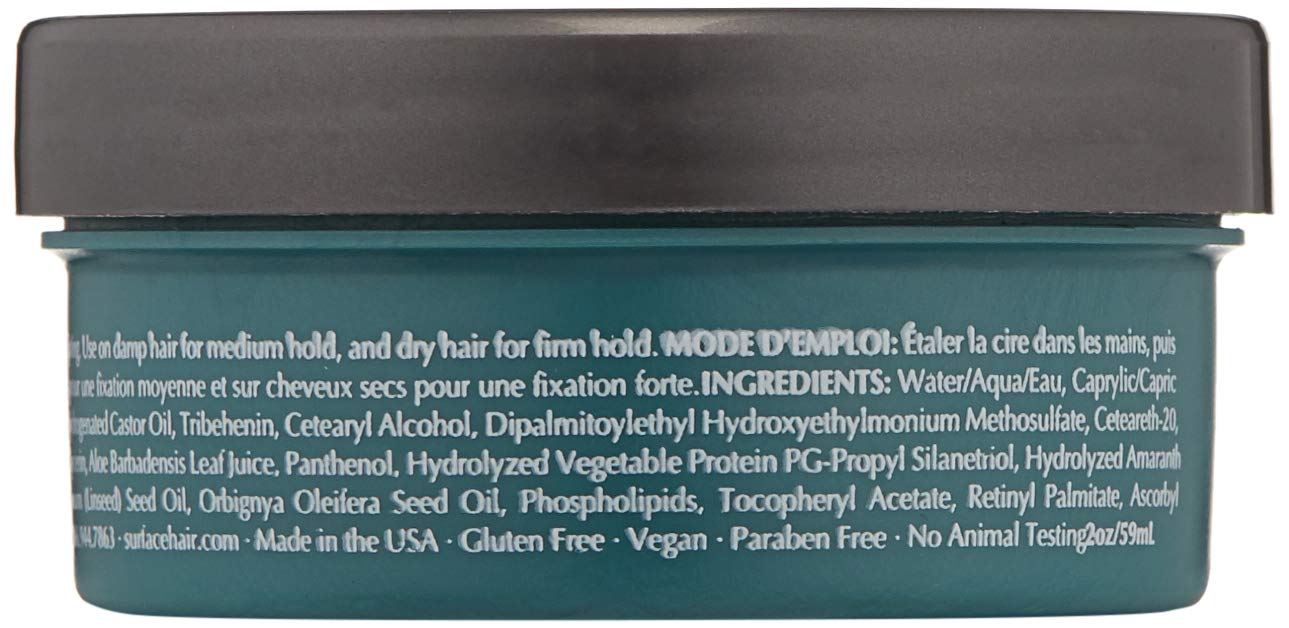 Use on damp hair for medium hold, and dry hair for firm hold. MODE D'EMPLOI: Étaler la cire dans les mains, puis
une fixation moyenne et sur cheveux secs pour une fixation forte.INGREDIENTS: Water/Aqua/Eau, Caprylic/Capric
Castor Oil, Tribehenin, Cetearyl Alcohol, Dipalmitoylethyl Hydroxyethylmonium Methosulfate, Ceteareth-20,
Aloe Barbadensis Leaf Juice, Panthenol, Hydrolyzed Vegetable Protein PG-Propyl Silanetriol, Hydrolyzed Amaranth
(Linseed) Seed Oil, Orbignya Oleifera Seed Oil, Phospholipids, Tocopheryl Acetate, Retinyl Palmitate, Ascorbyl
944.7863 · surfacehair.com · Made in the USA · Gluten Free · Vegan · Paraben Free · No Animal Testing2oz/59mL